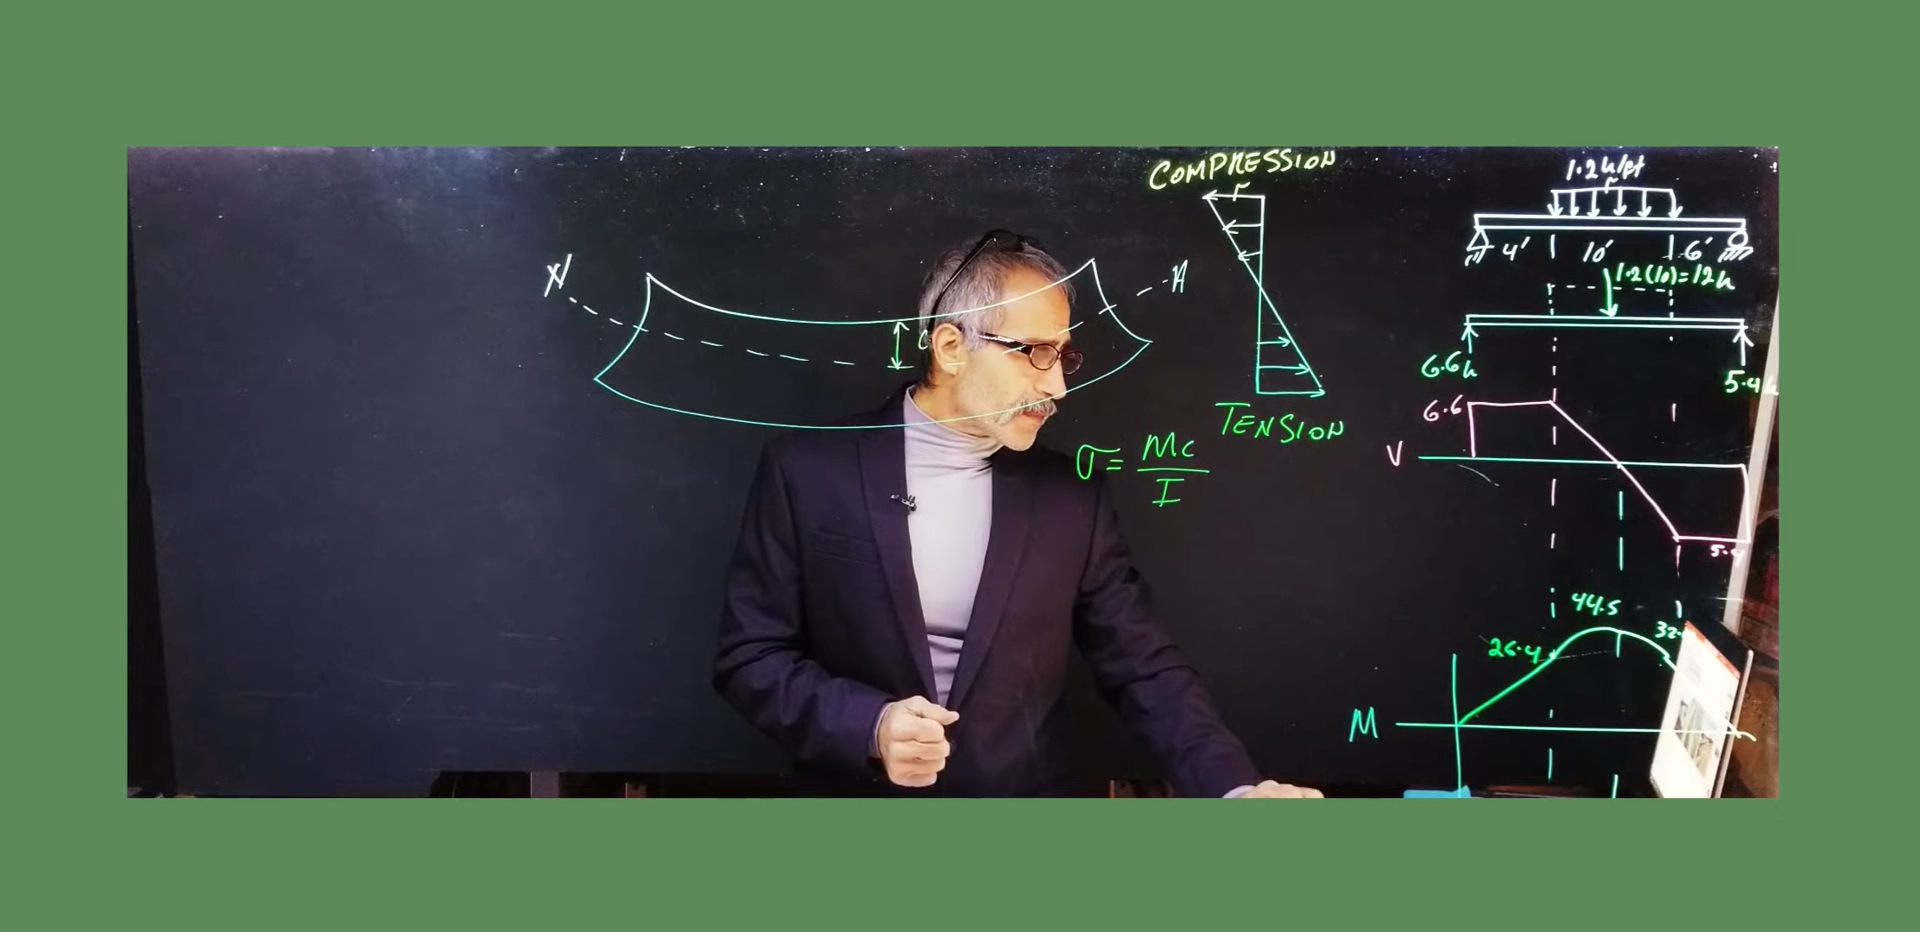 COMPRESSION
1.2 k/ft
4' 10' 6'
1.2(10)=12k
N A
6.6k
5.4k
6.6
TENSION
σ = Mc
I
V
5.4
44.5
26.4
M